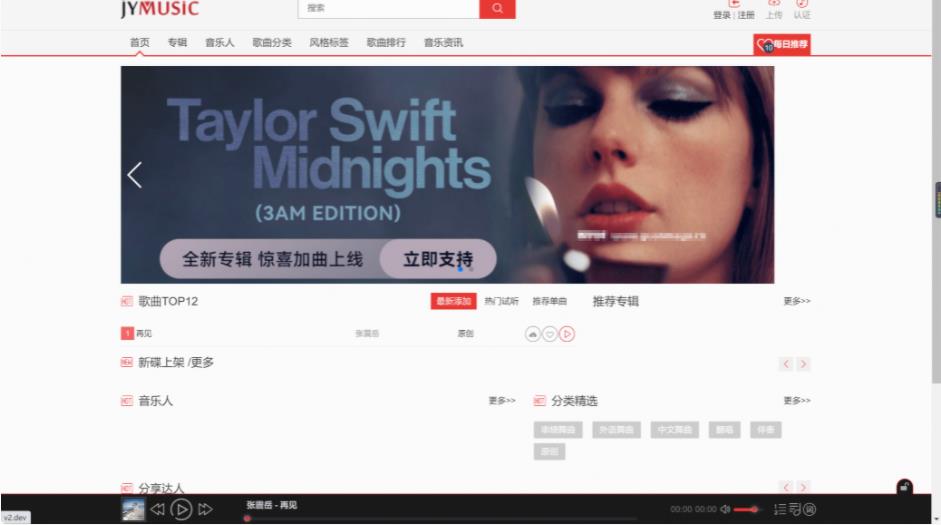 JYMUSIC
搜索
登录 | 注册 上传 认证
首页 专辑 音乐人 歌曲分类 风格标签 歌曲排行 音乐资讯
10
每日推荐
Taylor Swift
Midnights
(3AM EDITION)
全新专辑 惊喜加曲上线 立即支持
HOT 歌曲TOP12 最新添加 热门试听 推荐单曲 推荐专辑 更多>>
1 再见 张震岳 原创
NEW 新碟上架 /更多
HOT 音乐人 更多>> HOT 分类精选 更多>>
串烧舞曲 外语舞曲 中文舞曲 翻唱 伴奏
原创
HOT 分享达人
张震岳 - 再见
00:00 00:00
词
v2.dev